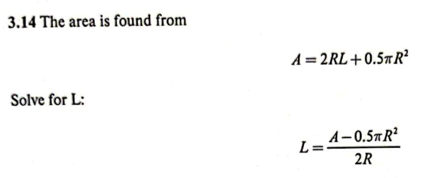 3.14 The area is found from
A = 2RL + 0.5πR²
Solve for L:
L = (A − 0.5πR²) / 2R